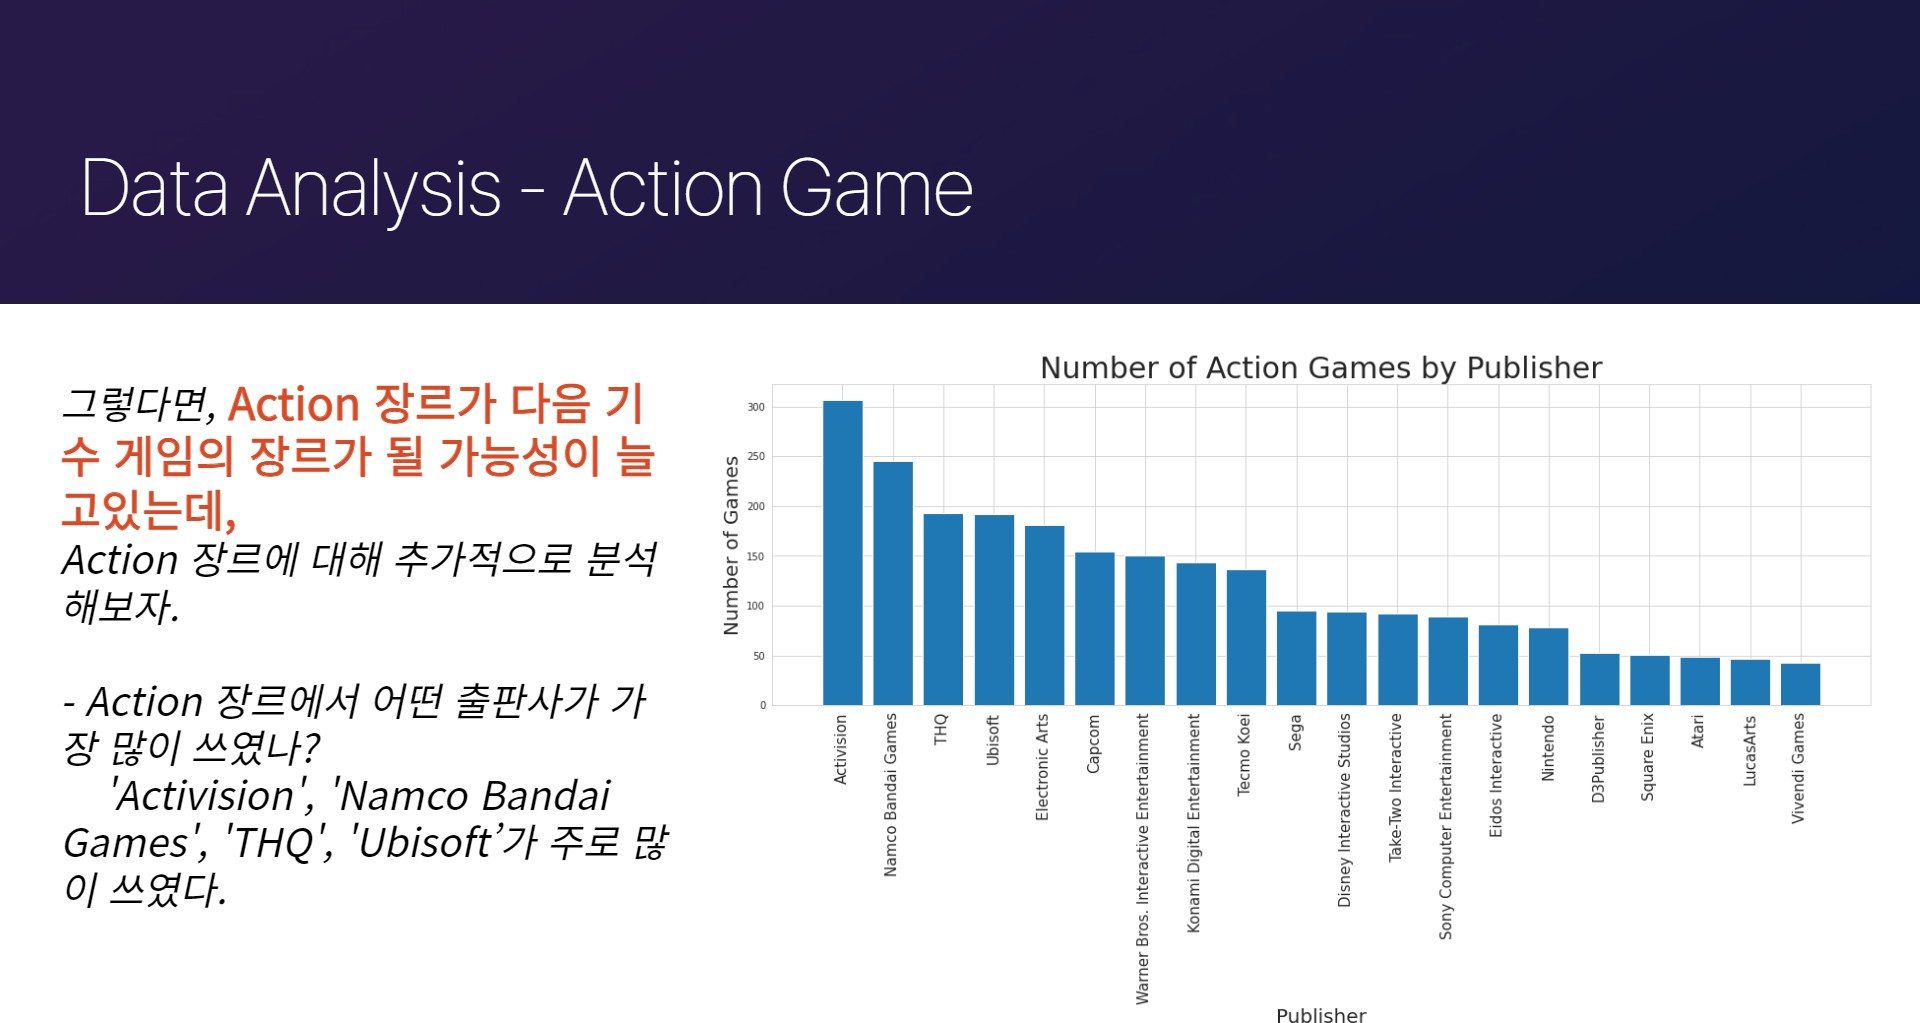 Data Analysis - Action Game
그렇다면, Action 장르가 다음 기
수 게임의 장르가 될 가능성이 늘
고있는데,
Action 장르에 대해 추가적으로 분석
해보자.
- Action 장르에서 어떤 출판사가 가
장 많이 쓰였나?
'Activision', 'Namco Bandai
Games', 'THQ', 'Ubisoft’가 주로 많
이 쓰였다.
Number of Action Games by Publisher
Number of Games
300
250
200
150
100
50
0
Activision
Namco Bandai Games
THQ
Ubisoft
Electronic Arts
Capcom
Warner Bros. Interactive Entertainment
Konami Digital Entertainment
Tecmo Koei
Sega
Disney Interactive Studios
Take-Two Interactive
Sony Computer Entertainment
Eidos Interactive
Nintendo
D3Publisher
Square Enix
Atari
LucasArts
Vivendi Games
Publisher